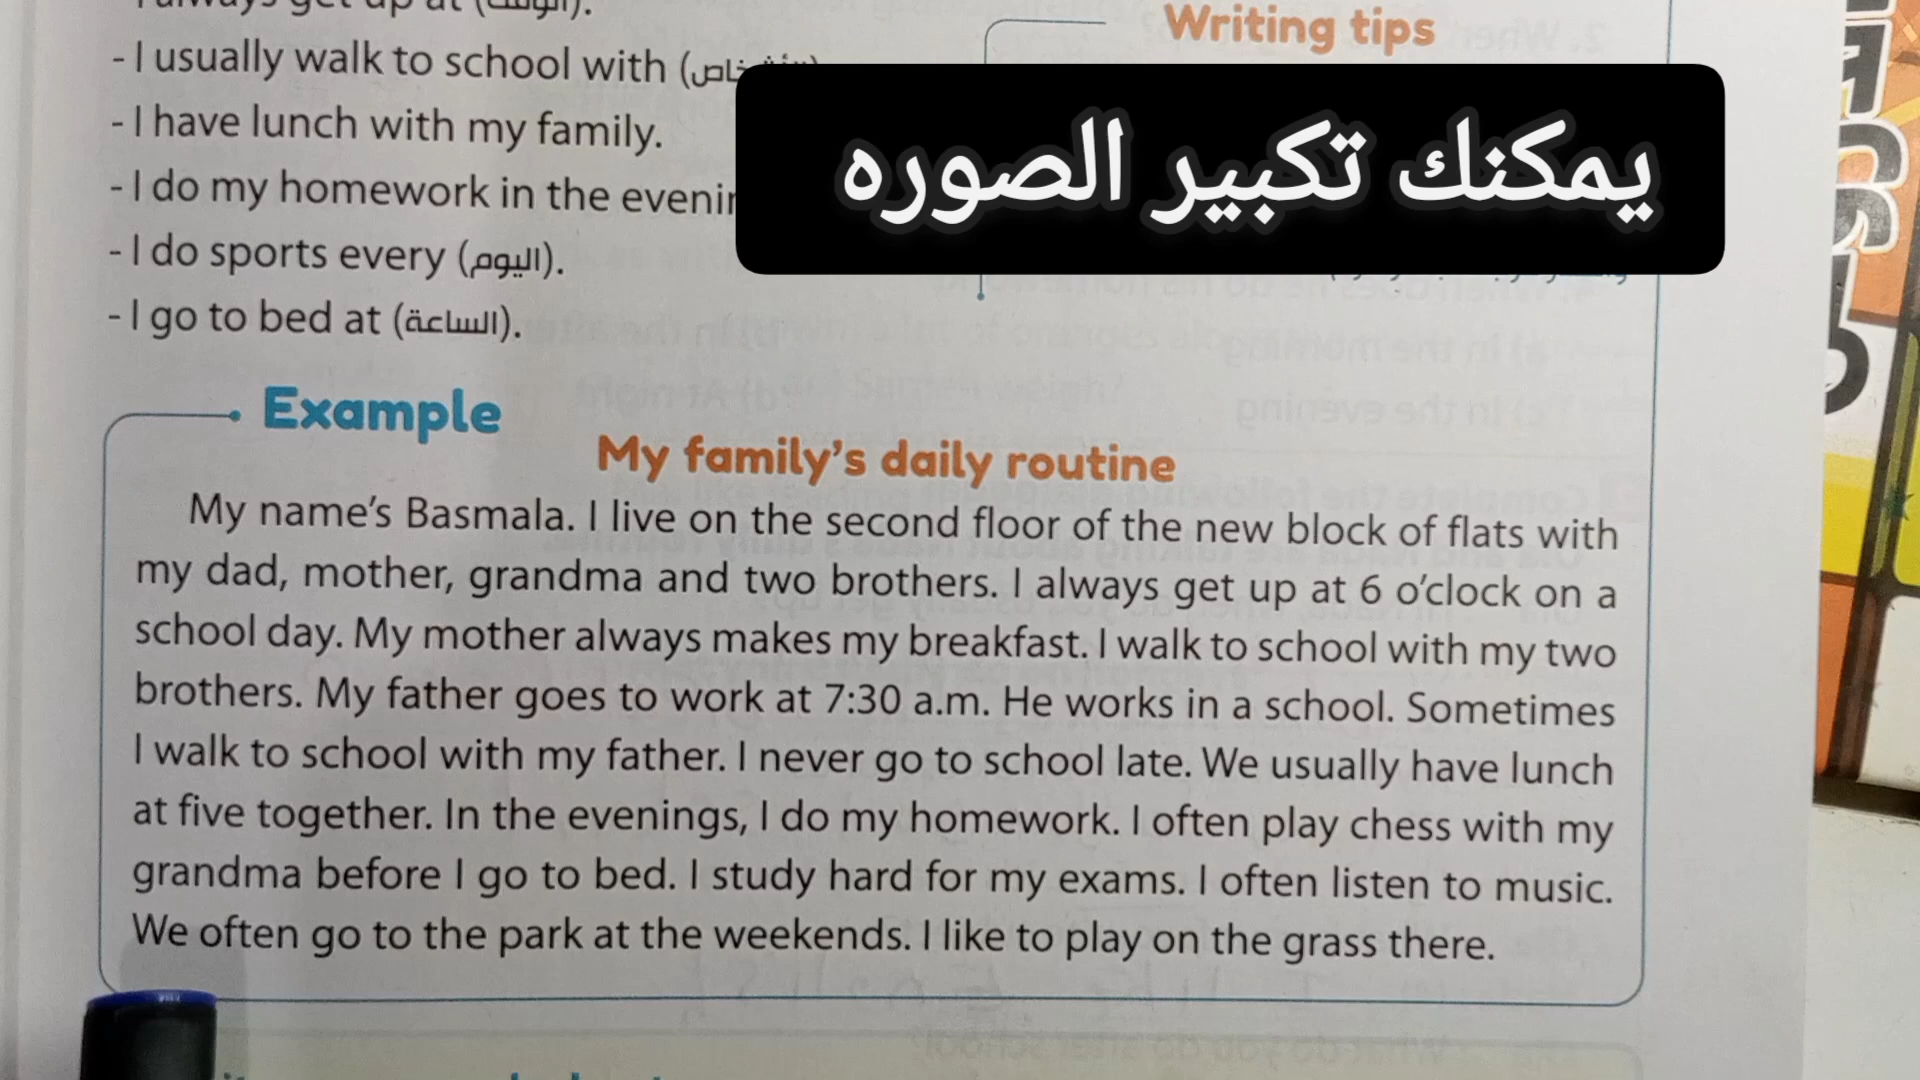 I always get up at (الوقت).
Writing tips
- I usually walk to school with
- I have lunch with my family.
- I do my homework in the
يمكنك تكبير الصوره
- I do sports every (اليوم).
- I go to bed at (الساعة).
Example
My family's daily routine
My name's Basmala. I live on the second floor of the new block of flats with
my dad, mother, grandma and two brothers. I always get up at 6 o'clock on a
school day. My mother always makes my breakfast. I walk to school with my two
brothers. My father goes to work at 7:30 a.m. He works in a school. Sometimes
I walk to school with my father. I never go to school late. We usually have lunch
at five together. In the evenings, I do my homework. I often play chess with my
grandma before I go to bed. I study hard for my exams. I often listen to music.
We often go to the park at the weekends. I like to play on the grass there.